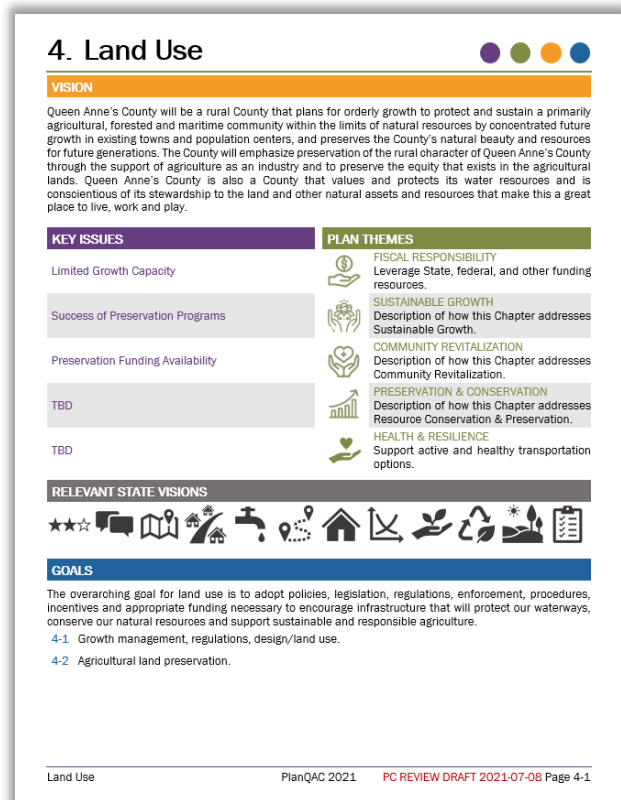 4. Land Use
VISION
Queen Anne's County will be a rural County that plans for orderly growth to protect and sustain a primarily
agricultural, forested and maritime community within the limits of natural resources by concentrated future
growth in existing towns and population centers, and preserves the County's natural beauty and resources
for future generations. The County will emphasize preservation of the rural character of Queen Anne's County
through the support of agriculture as an industry and to preserve the equity that exists in the agricultural
lands. Queen Anne's County is also a County that values and protects its water resources and is
conscientious of its stewardship to the land and other natural assets and resources that make this a great
place to live, work and play.
KEY ISSUES
Limited Growth Capacity
Success of Preservation Programs
Preservation Funding Availability
TBD
TBD
PLAN THEMES
FISCAL RESPONSIBILITY
Leverage State, federal, and other funding
resources.
SUSTAINABLE GROWTH
Description of how this Chapter addresses
Sustainable Growth.
COMMUNITY REVITALIZATION
Description of how this Chapter addresses
Community Revitalization.
PRESERVATION & CONSERVATION
Description of how this Chapter addresses
Resource Conservation & Preservation.
HEALTH & RESILIENCE
Support active and healthy transportation
options.
RELEVANT STATE VISIONS
GOALS
The overarching goal for land use is to adopt policies, legislation, regulations, enforcement, procedures,
incentives and appropriate funding necessary to encourage infrastructure that will protect our waterways,
conserve our natural resources and support sustainable and responsible agriculture.
4-1 Growth management, regulations, design/land use.
4-2 Agricultural land preservation.
Land Use PlanQAC 2021 PC REVIEW DRAFT 2021-07-08 Page 4-1